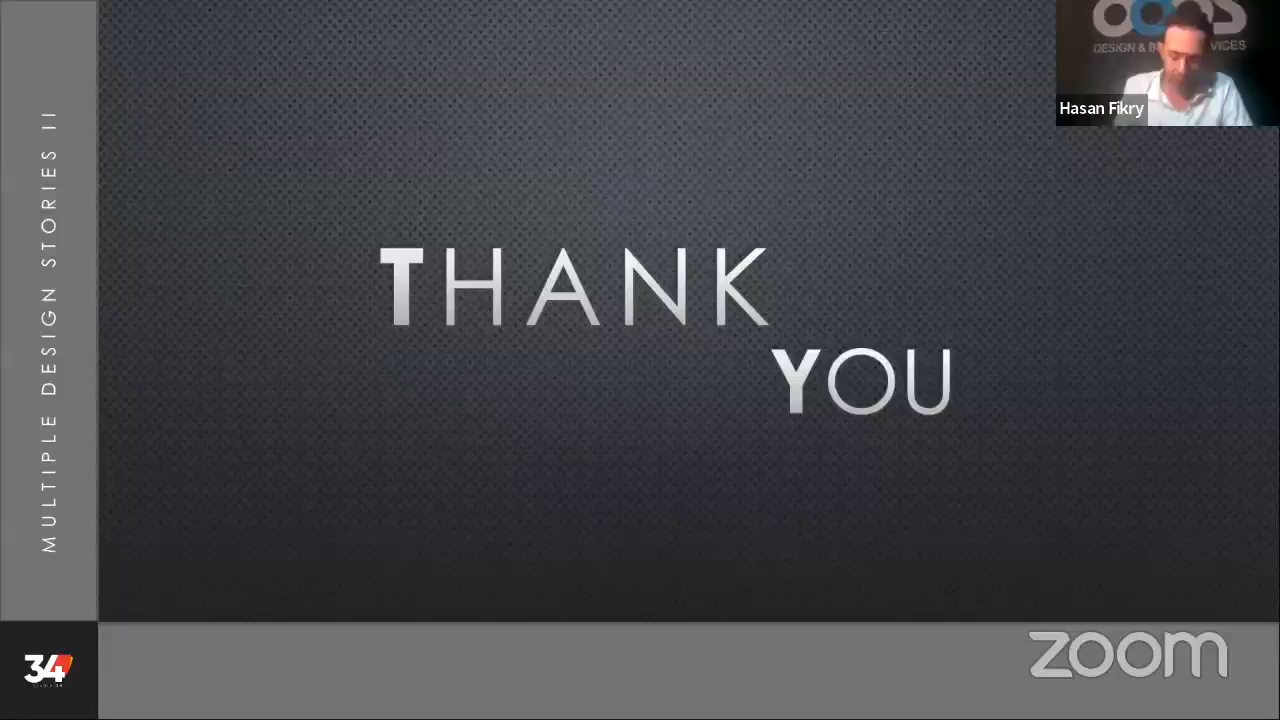 MULTIPLE DESIGN STORIES II
THANK
YOU
DESIGN & B
VICES
Hasan Fikry
34
zoom